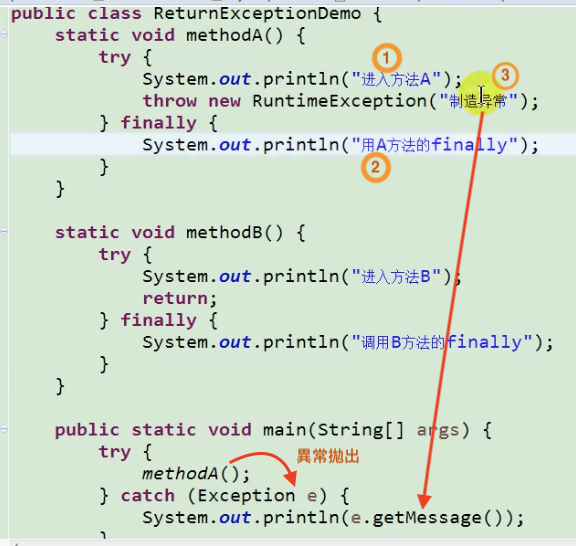 public class ReturnExceptionDemo {
static void methodA() {
try {
①
System.out.println("进入方法A");
③
throw new RuntimeException("制造异常");
} finally {
System.out.println("用A方法的finally");
②
}
}
static void methodB() {
try {
System.out.println("进入方法B");
return;
} finally {
System.out.println("调用B方法的finally");
}
}
public static void main(String[] args) {
try {
methodA();
異常抛出
} catch (Exception e) {
System.out.println(e.getMessage());
}